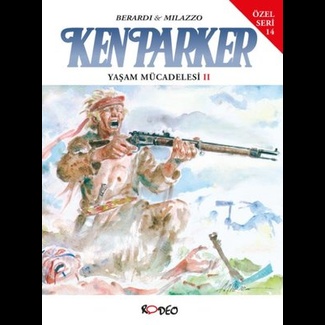 BERARDI & MILAZZO
ÖZEL
SERİ
14
KEN PARKER
YAŞAM MÜCADELESİ II
RODEO